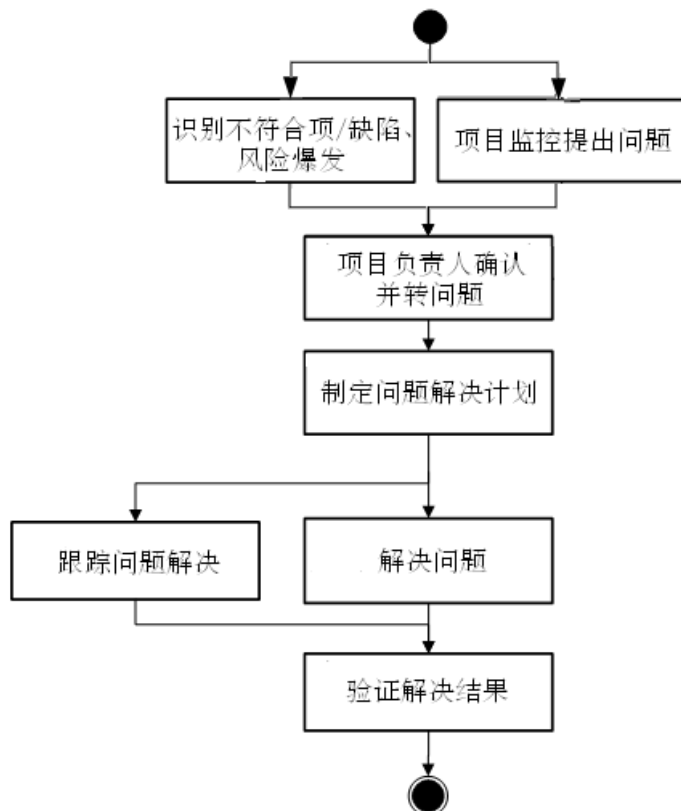 识别不符合项/缺陷、
风险爆发
项目监控提出问题
项目负责人确认
并转问题
制定问题解决计划
跟踪问题解决
解决问题
验证解决结果